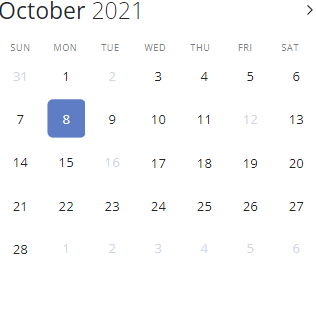 October 2021
SUN MON TUE WED THU FRI SAT
31 1 2 3 4 5 6
7 8 9 10 11 12 13
14 15 16 17 18 19 20
21 22 23 24 25 26 27
28 1 2 3 4 5 6